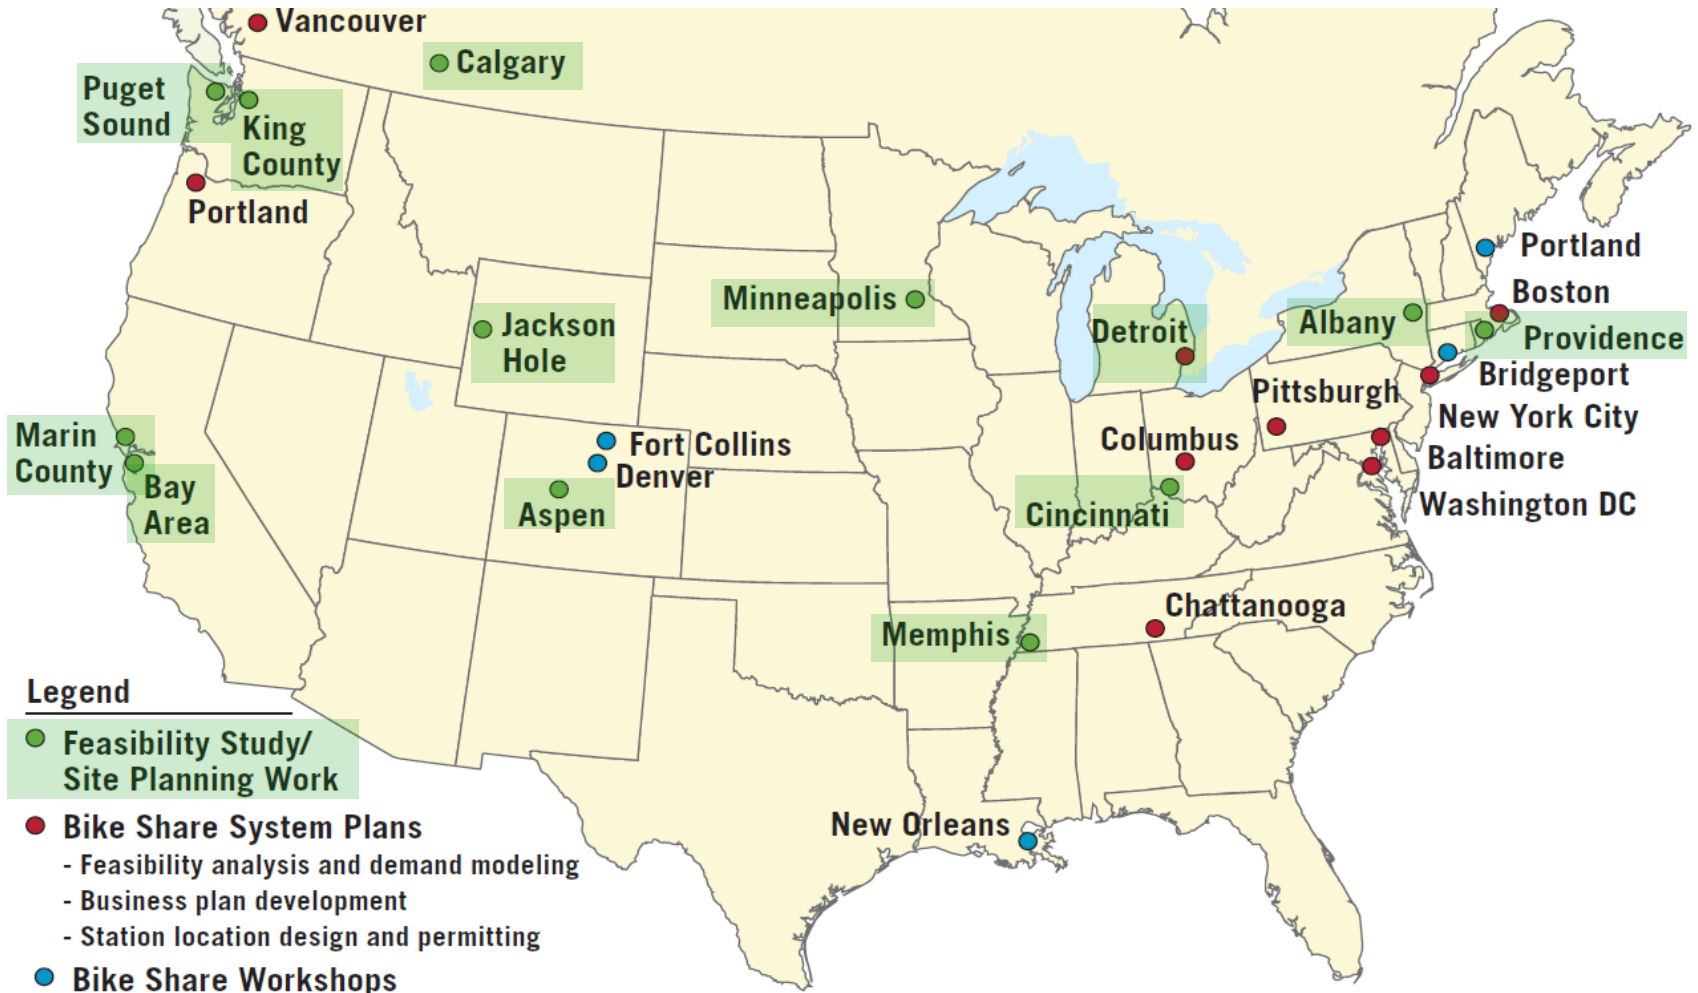 Vancouver
Calgary
Puget
Sound
King
County
Portland
Portland
Boston
Minneapolis
Jackson
Hole
Detroit
Albany
Providence
Bridgeport
Pittsburgh
New York City
Marin
County
Bay
Area
Fort Collins
Denver
Aspen
Columbus
Baltimore
Cincinnati
Washington DC
Chattanooga
Memphis
New Orleans
Legend
Feasibility Study/
Site Planning Work
Bike Share System Plans
- Feasibility analysis and demand modeling
- Business plan development
- Station location design and permitting
Bike Share Workshops